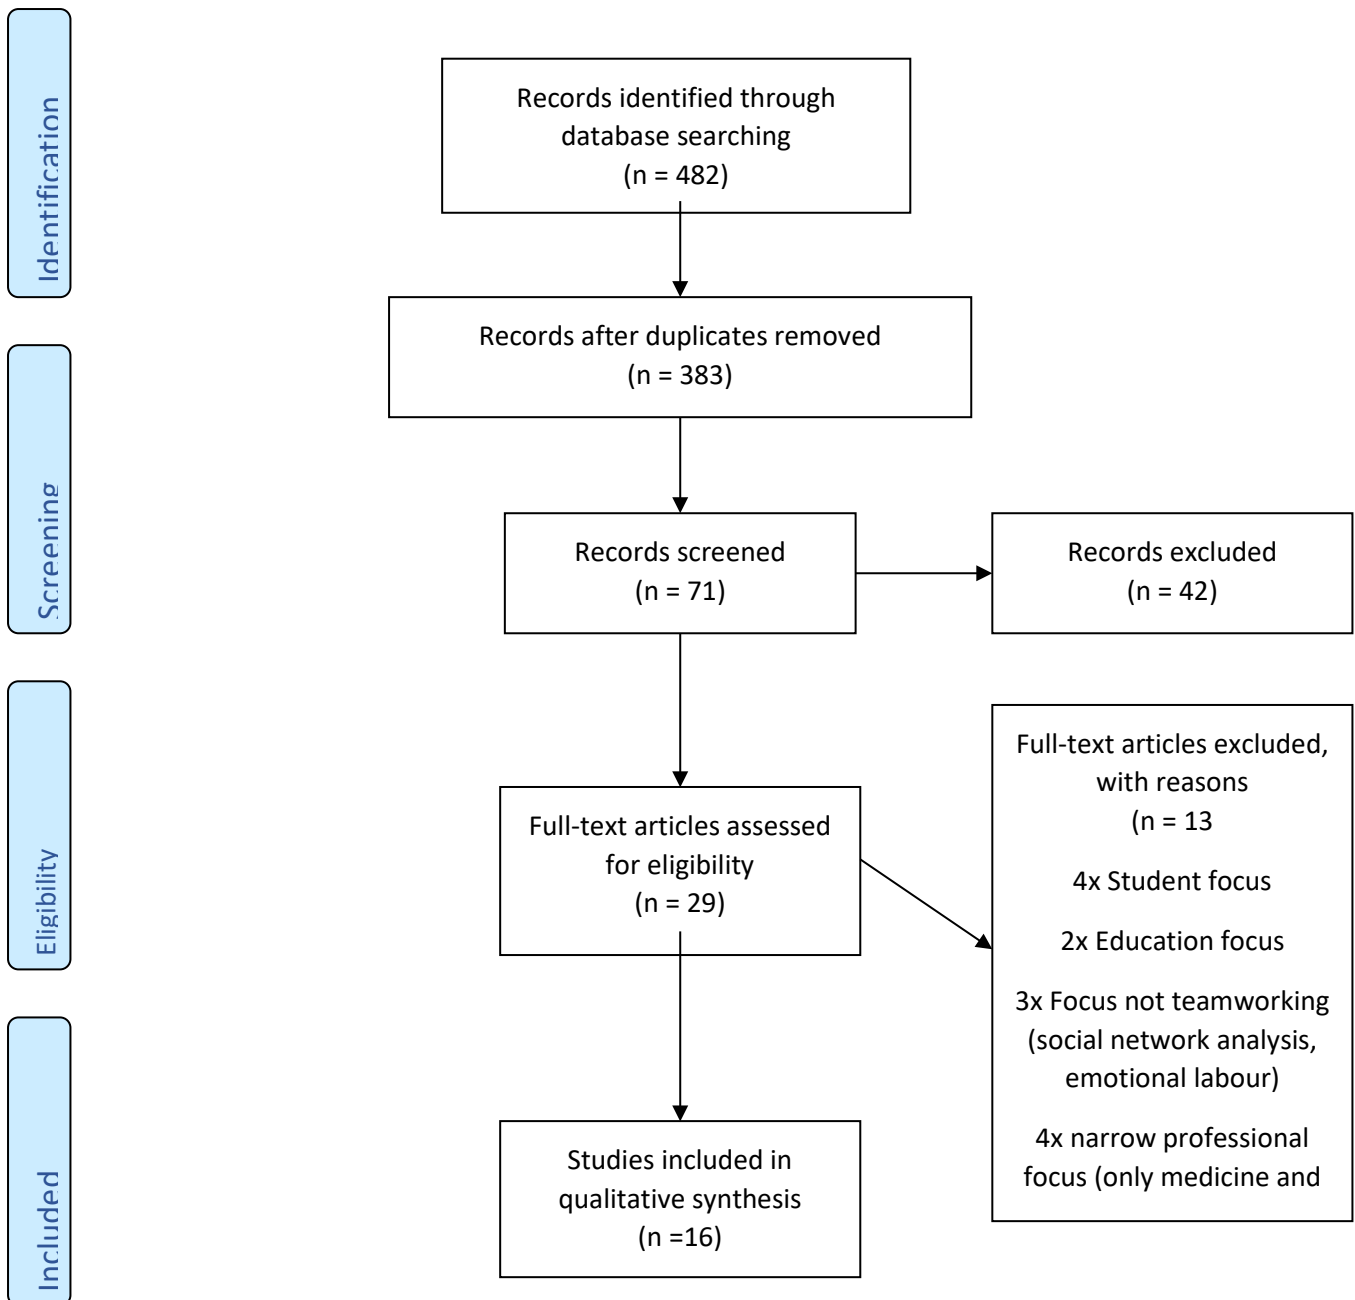 Identification
Records identified through
database searching
(n = 482)
Records after duplicates removed
(n = 383)
Screening
Records screened
(n = 71)
Records excluded
(n = 42)
Eligibility
Full-text articles assessed
for eligibility
(n = 29)
Full-text articles excluded,
with reasons
(n = 13
4x Student focus
2x Education focus
3x Focus not teamworking
(social network analysis,
emotional labour)
4x narrow professional
focus (only medicine and
Included
Studies included in
qualitative synthesis
(n =16)